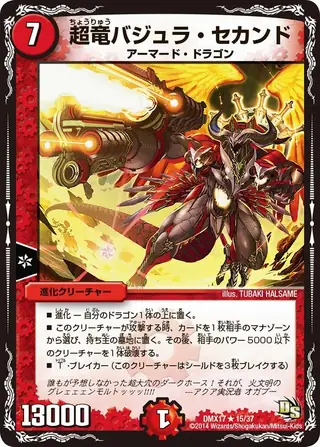 7
ちょうりゅう
超竜バジュラ・セカンド
アーマード・ドラゴン
illus. TUBAKI HALSAME
進化クリーチャー
■ 進化—自分のドラゴン1体の上に置く。
■ このクリーチャーが攻撃する時、カードを1枚相手のマナゾーン
から選び、持ち主の墓地に置く。その後、相手のパワー5000以下
のクリーチャーを1体破壊する。
■ T・ブレイカー(このクリーチャーはシールドを3枚ブレイクする)
誰もが予想しなかった超大穴のダークホース!それが、火文明の
グレェェェンモルトッッッ!!! ——アクア実況港 オガワ
13000
DMX17 ★ 15/37
©2014 Wizards/Shogakukan/Mitsui-Kids